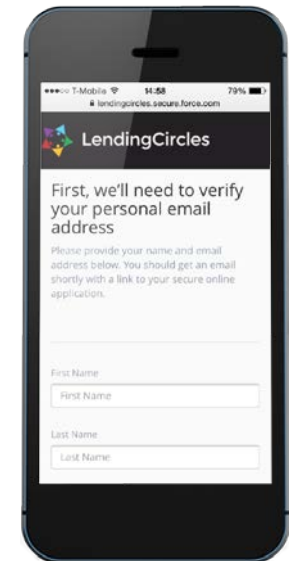 T-Mobile 14:58 79%
lendingcircles.secure.force.com
LendingCircles
First, we'll need to verify
your personal email
address
Please provide your name and email
address below. You should get an email
shortly with a link to your secure online
application.
First Name
First Name
Last Name
Last Name